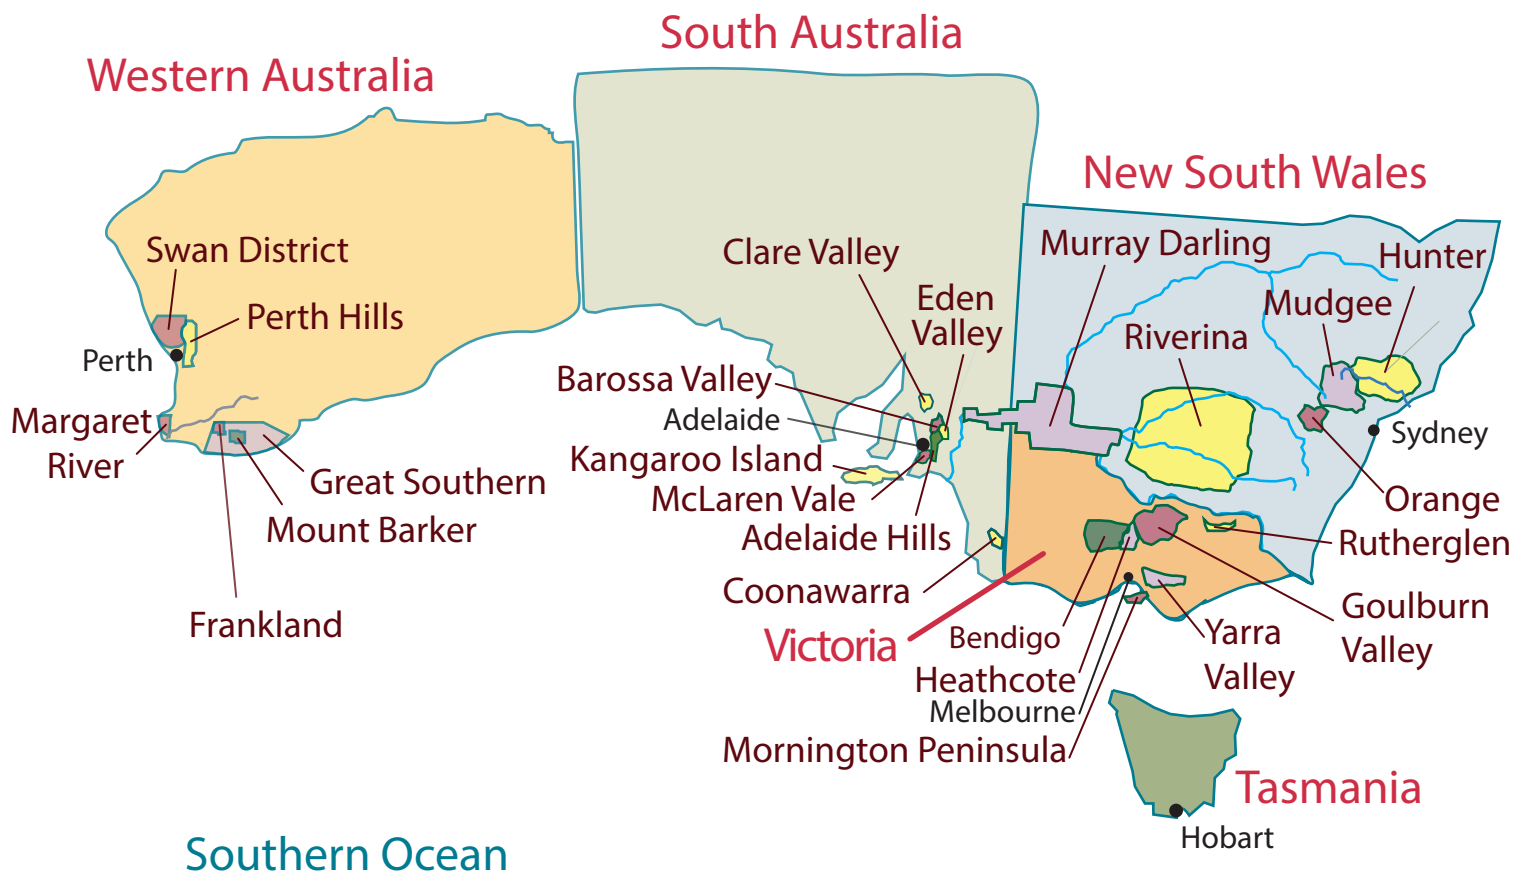 South Australia
Western Australia
New South Wales
Swan District
Perth Hills
Perth
Margaret
River
Great Southern
Mount Barker
Frankland
Clare Valley
Eden
Valley
Barossa Valley
Adelaide
Kangaroo Island
McLaren Vale
Adelaide Hills
Coonawarra
Victoria
Murray Darling
Hunter
Mudgee
Riverina
Sydney
Orange
Rutherglen
Goulburn
Valley
Yarra
Valley
Bendigo
Heathcote
Melbourne
Mornington Peninsula
Tasmania
Hobart
Southern Ocean